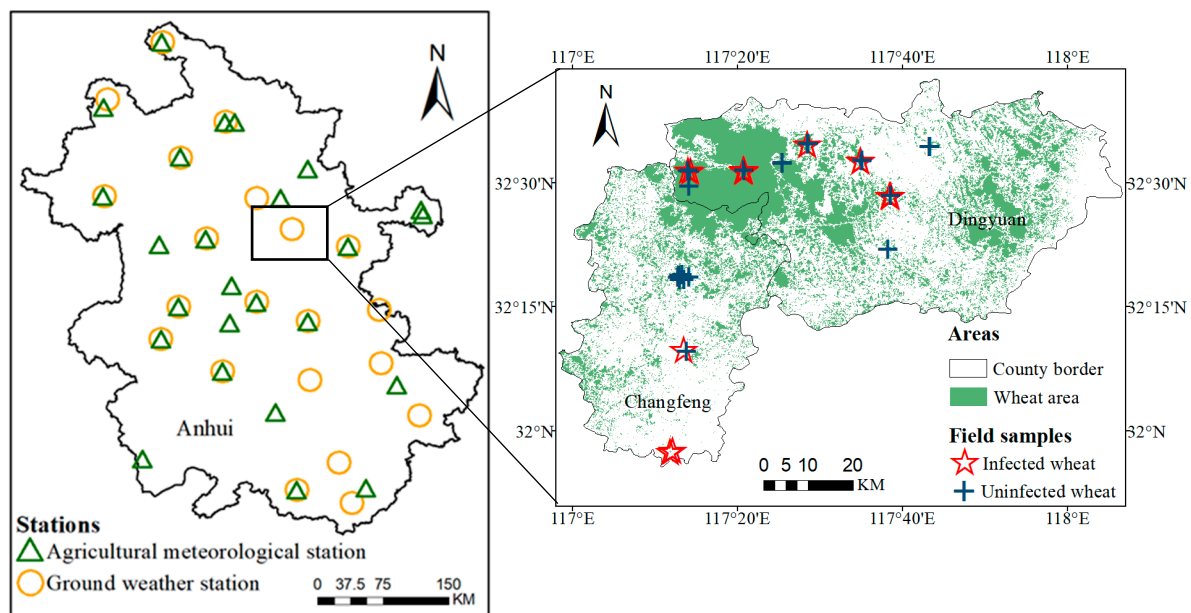 N
Anhui
Stations
Agricultural meteorological station
Ground weather station
0 37.5 75 150
KM
117°E 117°20'E 117°40'E 118°E
N
32°30'N 32°30'N
Dingyuan
32°15'N 32°15'N
Areas
County border
Changfeng
Wheat area
32°N 32°N
Field samples
Infected wheat
0 5 10 20
KM
Uninfected wheat
117°E 117°20'E 117°40'E 118°E